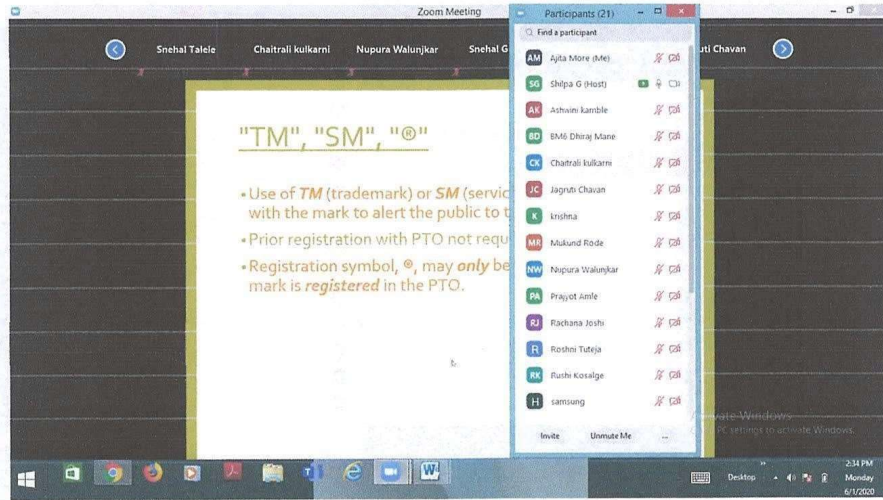 Zoom Meeting
Participants (21)
Snehal Talele
Chaitrali kulkarni
Nupura Walunjkar
Snehal G
uti Chavan
"TM", "SM", "®"
•Use of TM (trademark) or SM (servic
with the mark to alert the public to t
•Prior registration with PTO not requ
•Registration symbol, ®, may only be
mark is registered in the PTO.
Find a participant
AM Ajita More (Me)
SG Shilpa G (Host)
AK Ashwini kamble
BD BM6 Dhiraj Mane
CK Chaitrali kulkarni
JC Jagruti Chavan
K krishna
MR Mukund Rode
NW Nupura Walunjkar
PA Prajyot Amle
RJ Rachana Joshi
R Roshni Tuteja
RK Rushi Kosalge
H samsung
Invite
Unmute Me
...
vate Windows
PC settings to activate Windows.
Desktop
2:34 PM
Monday
6/1/2020